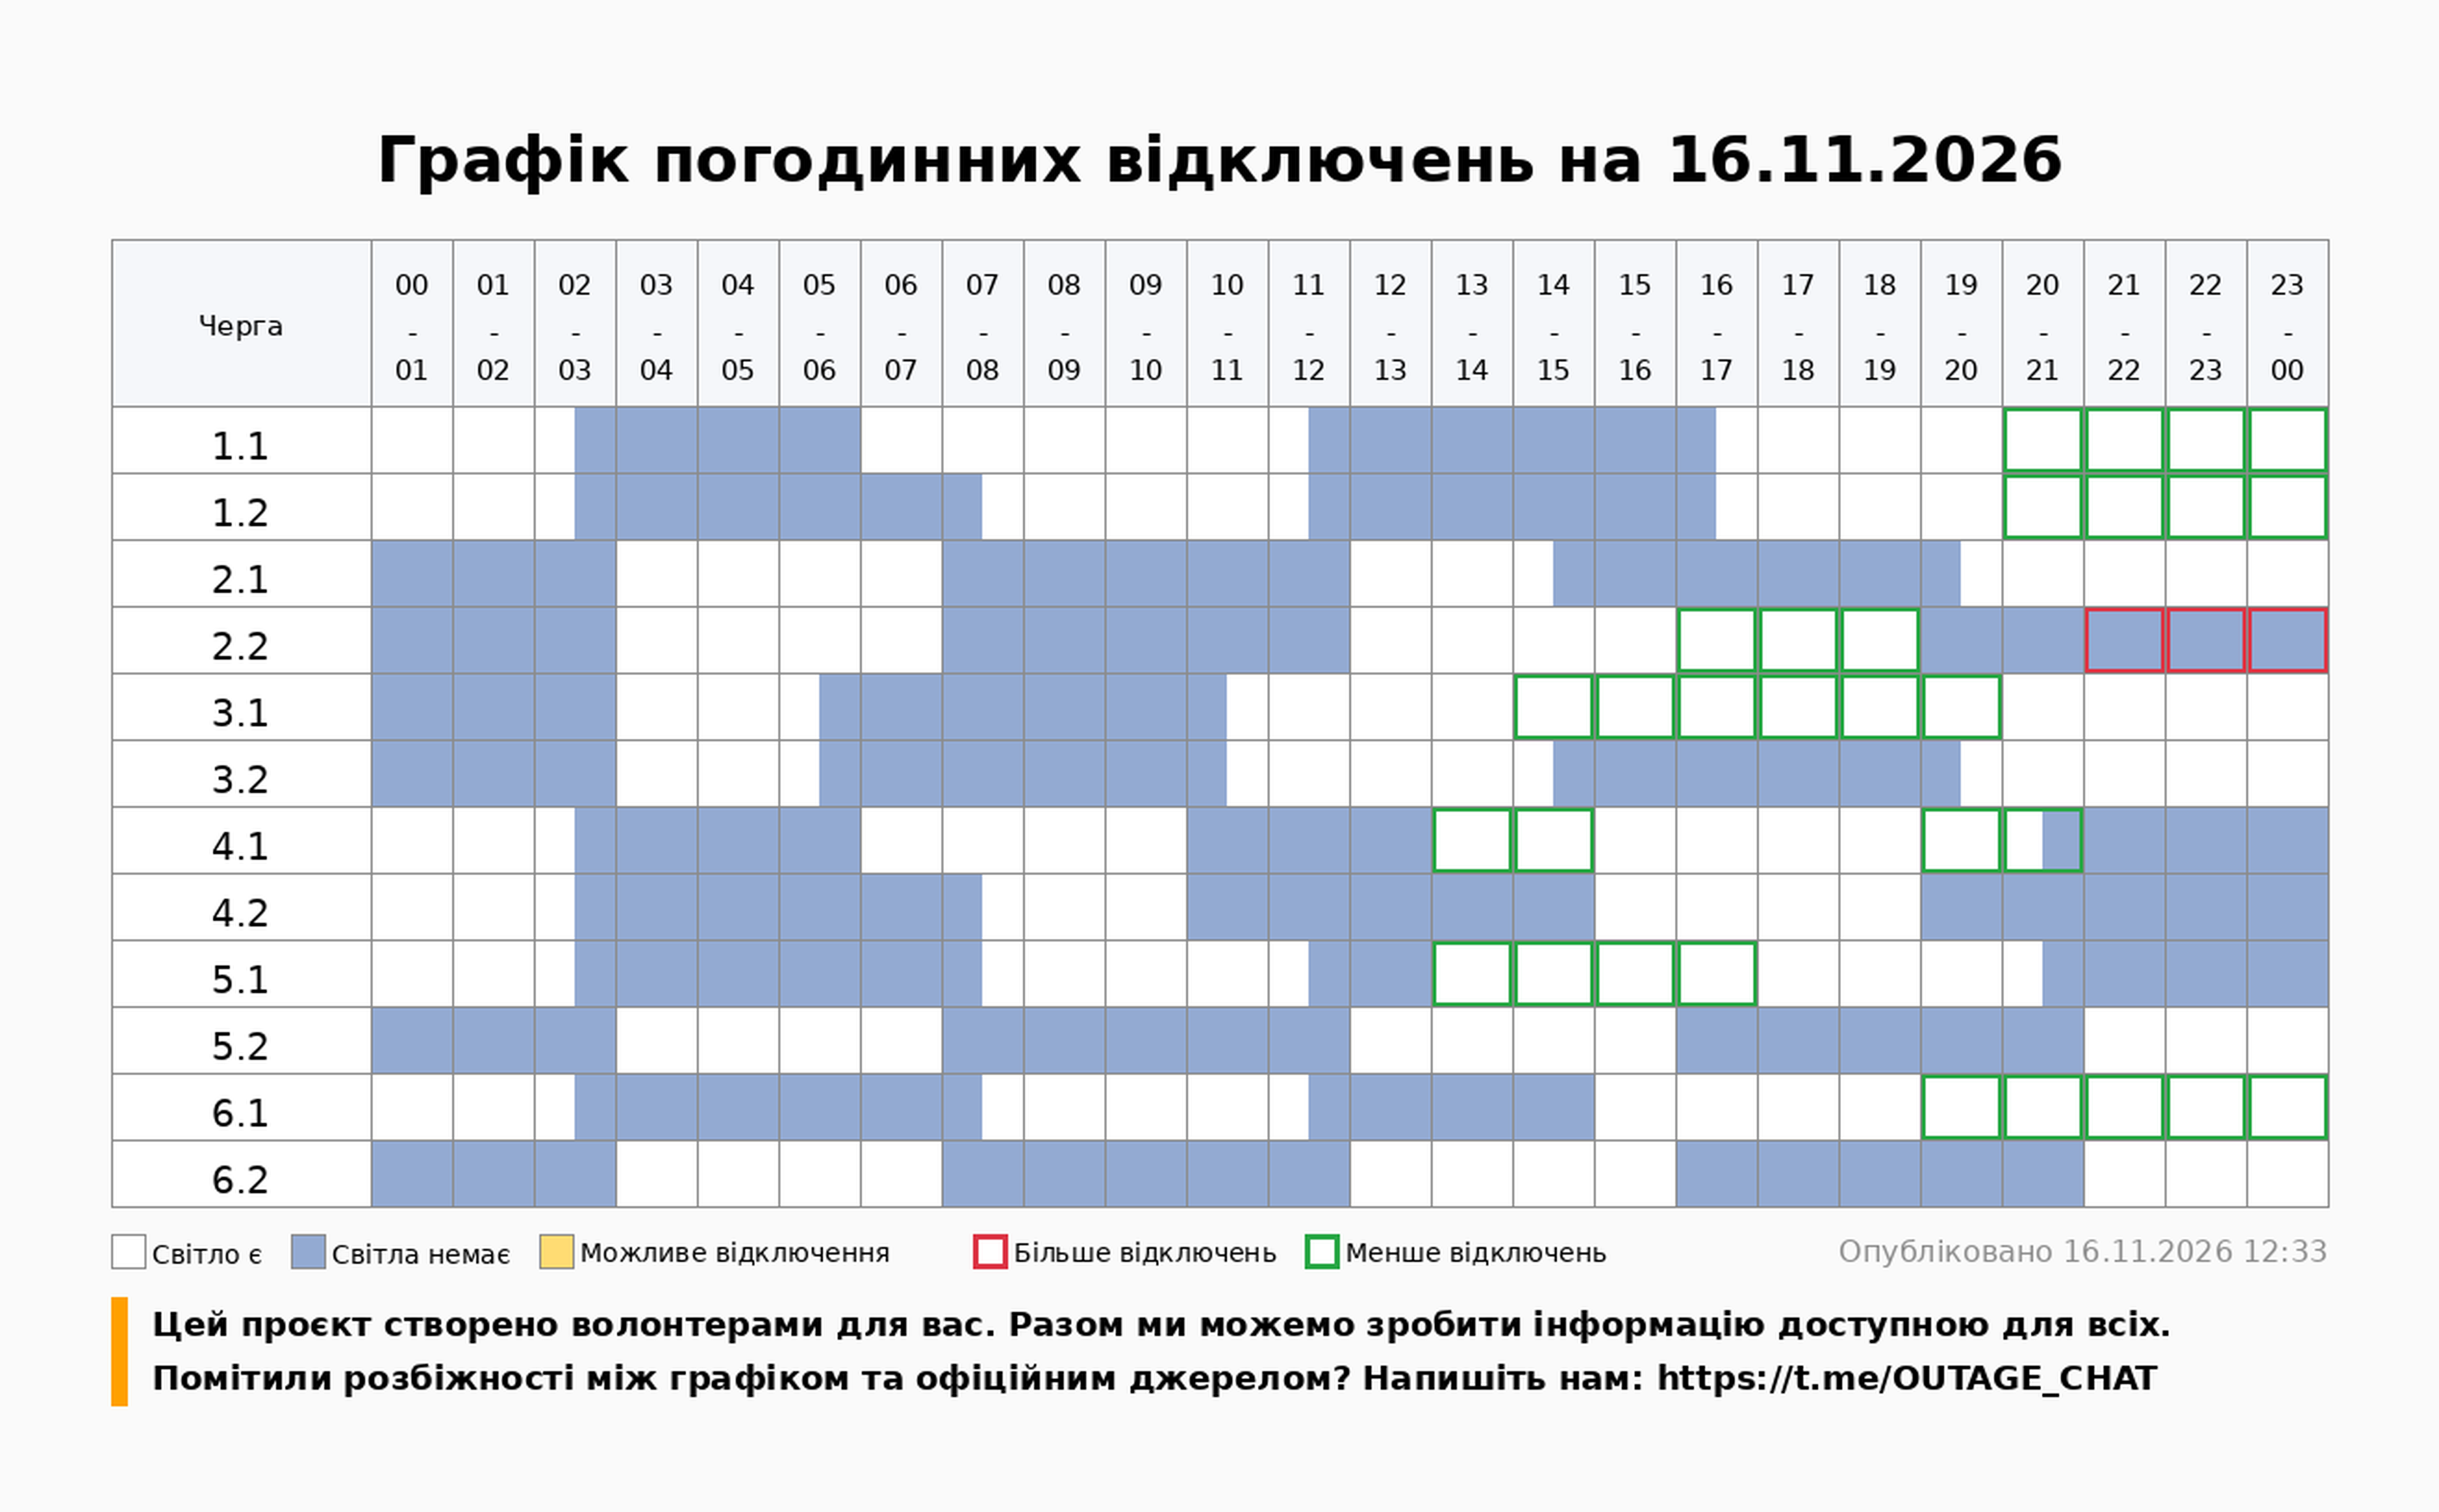 Графік погодинних відключень на 16.11.2026
Черга
00 - 01
01 - 02
02 - 03
03 - 04
04 - 05
05 - 06
06 - 07
07 - 08
08 - 09
09 - 10
10 - 11
11 - 12
12 - 13
13 - 14
14 - 15
15 - 16
16 - 17
17 - 18
18 - 19
19 - 20
20 - 21
21 - 22
22 - 23
23 - 00
1.1
1.2
2.1
2.2
3.1
3.2
4.1
4.2
5.1
5.2
6.1
6.2
Світло є
Світла немає
Можливе відключення
Більше відключень
Менше відключень
Опубліковано 16.11.2026 12:33
Цей проєкт створено волонтерами для вас. Разом ми можемо зробити інформацію доступною для всіх.
Помітили розбіжності між графіком та офіційним джерелом? Напишіть нам: https://t.me/OUTAGE_CHAT